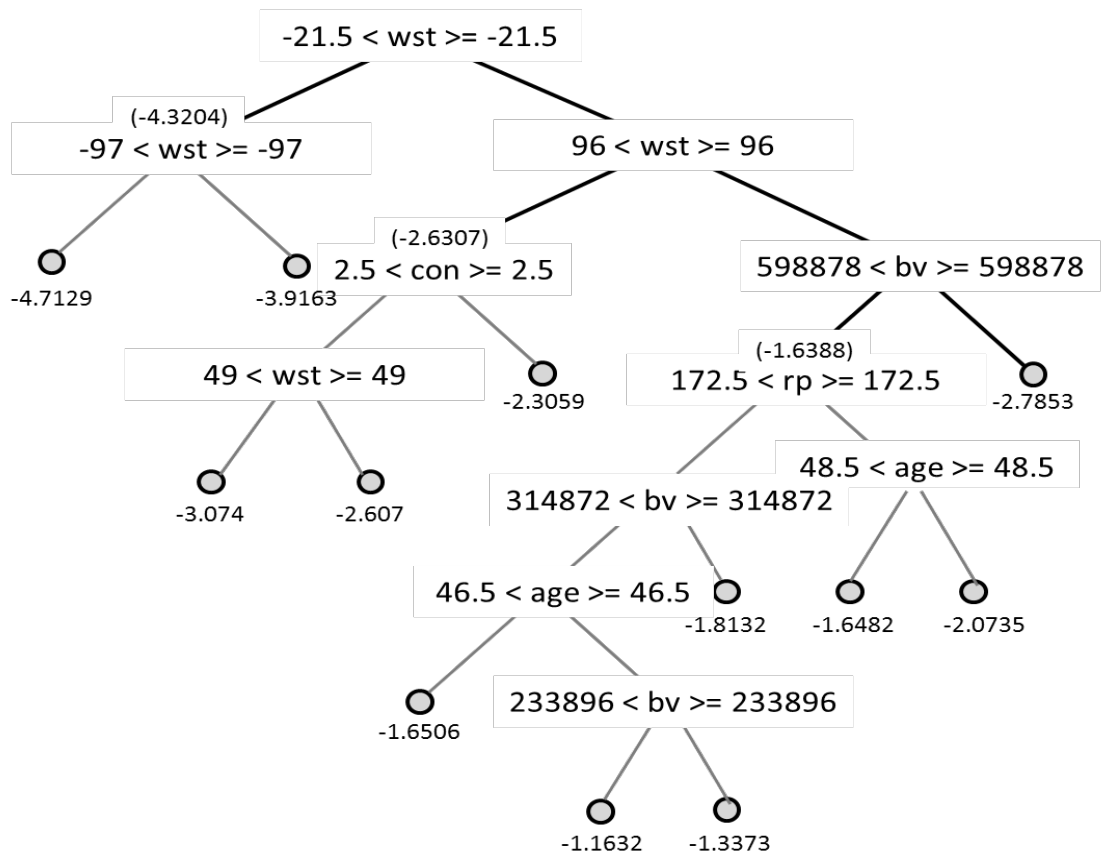 -21.5 < wst >= -21.5
(-4.3204)
-97 < wst >= -97
96 < wst >= 96
(-2.6307)
2.5 < con >= 2.5
598878 < bv >= 598878
-4.7129
-3.9163
(-1.6388)
172.5 < rp >= 172.5
49 < wst >= 49
-2.3059
-2.7853
48.5 < age >= 48.5
314872 < bv >= 314872
-3.074
-2.607
46.5 < age >= 46.5
-1.8132
-1.6482
-2.0735
233896 < bv >= 233896
-1.6506
-1.1632
-1.3373